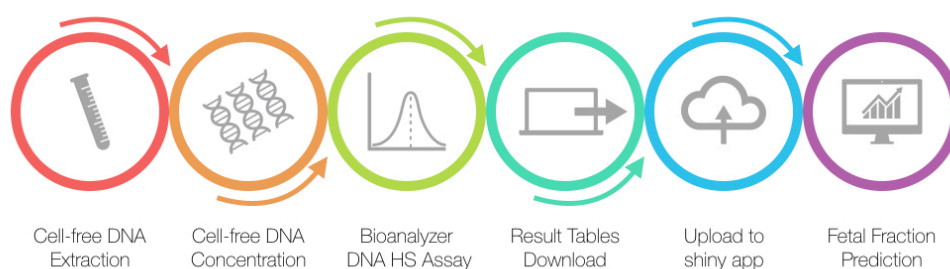 Cell-free DNA
Extraction
Cell-free DNA
Concentration
Bioanalyzer
DNA HS Assay
Result Tables
Download
Upload to
shiny app
Fetal Fraction
Prediction